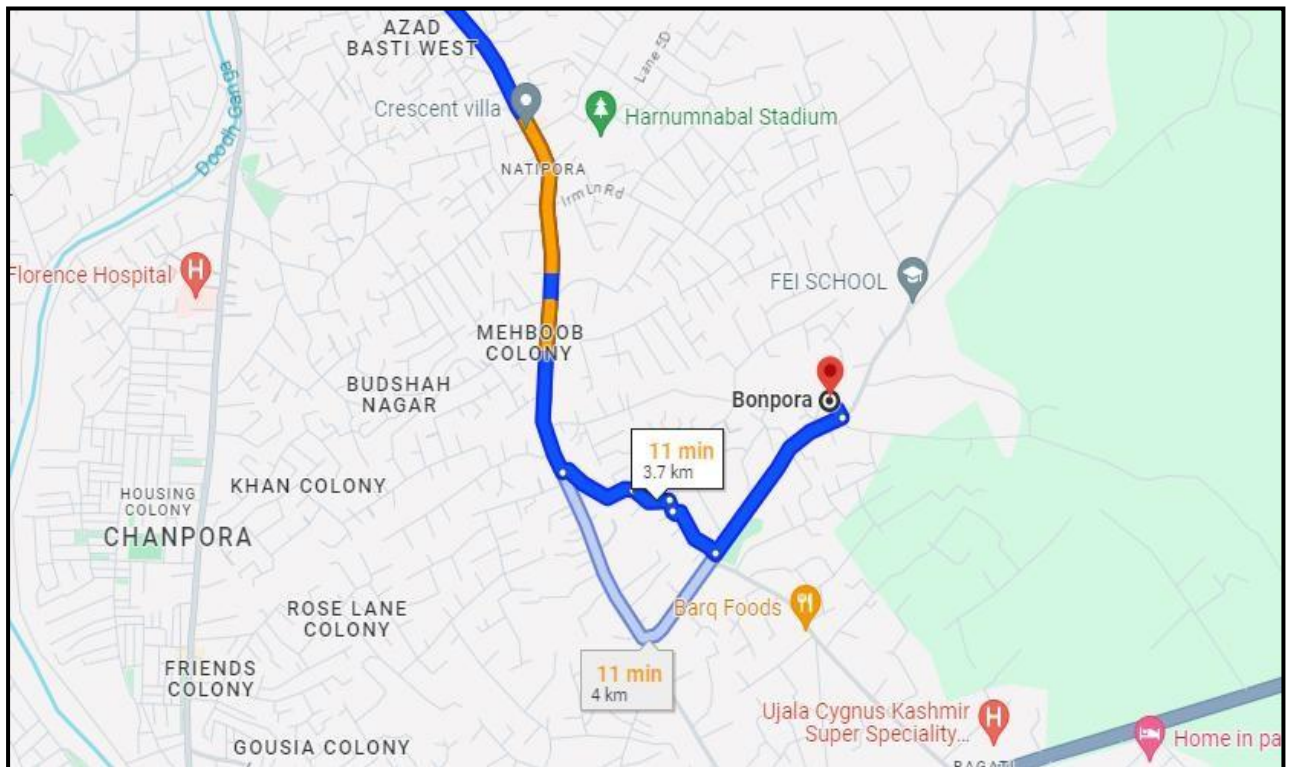 AZAD
BASTI WEST
Lane 5D
Doodh Ganga
Crescent villa
Harnumnabal Stadium
NATIPORA
Irm Ln Rd
Florence Hospital
FEI SCHOOL
MEHBOOB
COLONY
BUDSHAH
NAGAR
Bonpora
11 min
3.7 km
KHAN COLONY
HOUSING
COLONY
CHANPORA
ROSE LANE
COLONY
Barq Foods
FRIENDS
COLONY
11 min
4 km
Ujala Cygnus Kashmir
Super Speciality...
GOUSIA COLONY
Home in pa